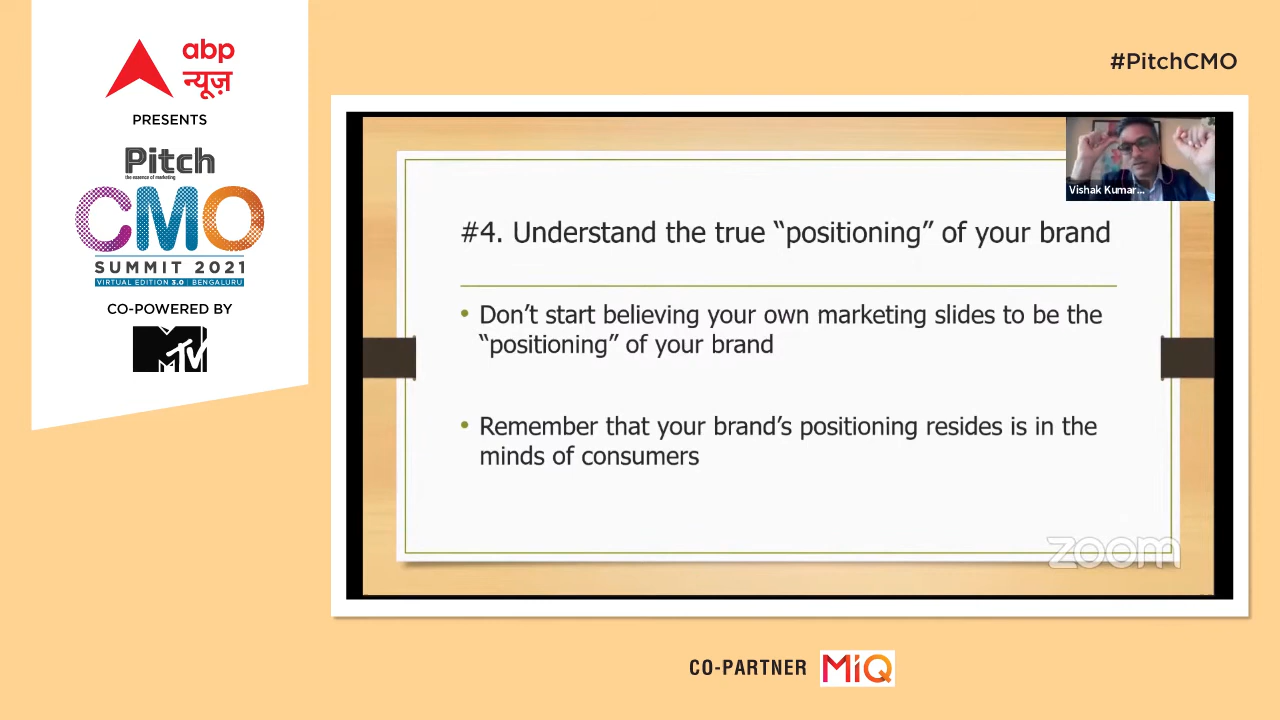 abp
न्यूज़
PRESENTS
Pitch
the essence of marketing
CMO
SUMMIT 2021
VIRTUAL EDITION 3.0 | BENGALURU
CO-POWERED BY
MTV
#PitchCMO
Vishak Kumar...
#4. Understand the true “positioning” of your brand
• Don’t start believing your own marketing slides to be the
“positioning” of your brand
• Remember that your brand’s positioning resides is in the
minds of consumers
zoom
CO-PARTNER MiQ